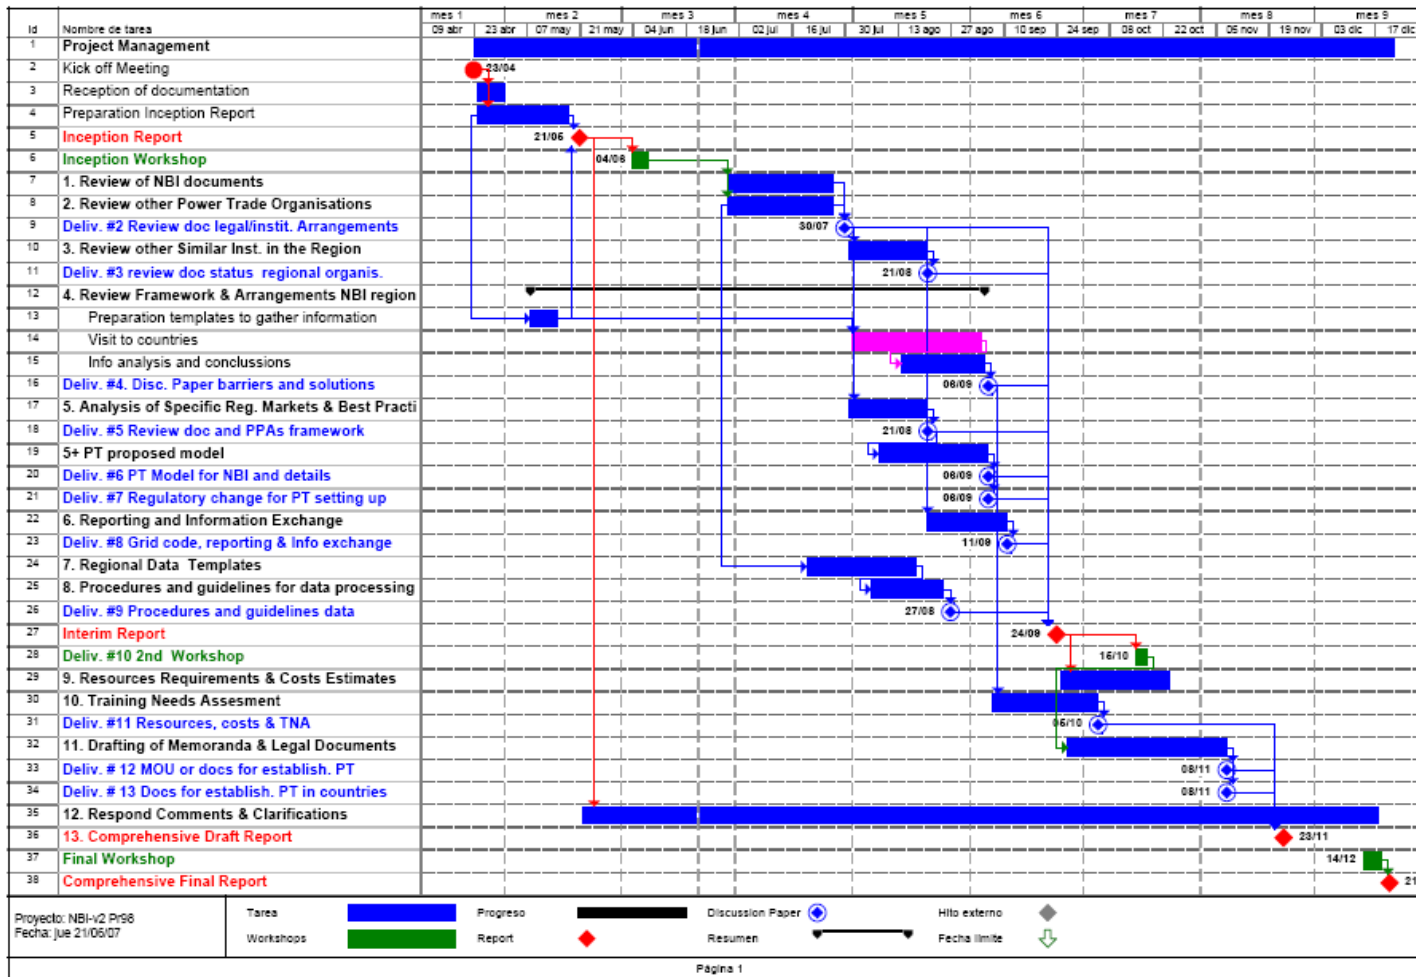 mes 1 mes 2 mes 3 mes 4 mes 5 mes 6 mes 7 mes 8 mes 9
Id Nombre de tarea 09 abr 23 abr 07 may 21 may 04 jun 18 jun 02 jul 16 jul 30 jul 13 ago 27 ago 10 sep 24 sep 08 oct 22 oct 05 nov 19 nov 03 dic 17 dic
1 Project Management
2 Kick off Meeting 23/04
3 Reception of documentation
4 Preparation Inception Report
5 Inception Report 21/05
6 Inception Workshop 04/06
7 1. Review of NBI documents
8 2. Review other Power Trade Organisations
9 Deliv. #2 Review doc legal/instit. Arrangements 30/07
10 3. Review other Similar Inst. in the Region
11 Deliv. #3 review doc status regional organis. 21/08
12 4. Review Framework & Arrangements NBI region
13 Preparation templates to gather information
14 Visit to countries
15 Info analysis and conclussions
16 Deliv. #4. Disc. Paper barriers and solutions 06/09
17 5. Analysis of Specific Reg. Markets & Best Practi
18 Deliv. #5 Review doc and PPAs framework 21/08
19 5+ PT proposed model
20 Deliv. #6 PT Model for NBI and details 06/09
21 Deliv. #7 Regulatory change for PT setting up 06/09
22 6. Reporting and Information Exchange
23 Deliv. #8 Grid code, reporting & Info exchange 11/09
24 7. Regional Data Templates
25 8. Procedures and guidelines for data processing
26 Deliv. #9 Procedures and guidelines data 27/08
27 Interim Report 24/09
28 Deliv. #10 2nd Workshop 15/10
29 9. Resources Requirements & Costs Estimates
30 10. Training Needs Assesment
31 Deliv. #11 Resources, costs & TNA 05/10
32 11. Drafting of Memoranda & Legal Documents
33 Deliv. # 12 MOU or docs for establish. PT 08/11
34 Deliv. # 13 Docs for establish. PT in countries 08/11
35 12. Respond Comments & Clarifications
36 13. Comprehensive Draft Report 23/11
37 Final Workshop 14/12
38 Comprehensive Final Report 21
Proyecto: NBI-v2 Pr98
Fecha: jue 21/06/07
Tarea Progreso Discussion Paper Hito externo
Workshops Report Resumen Fecha límite
Página 1